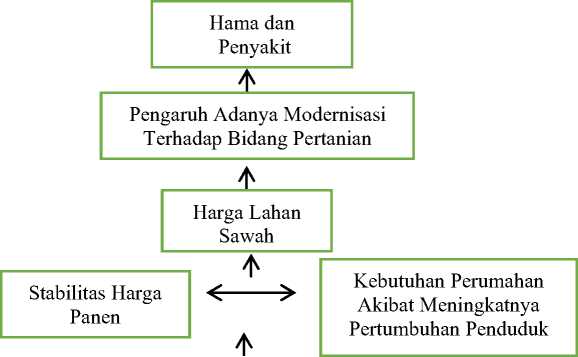 Hama dan
Penyakit
Pengaruh Adanya Modernisasi
Terhadap Bidang Pertanian
Harga Lahan
Sawah
Stabilitas Harga
Panen
Kebutuhan Perumahan
Akibat Meningkatnya
Pertumbuhan Penduduk